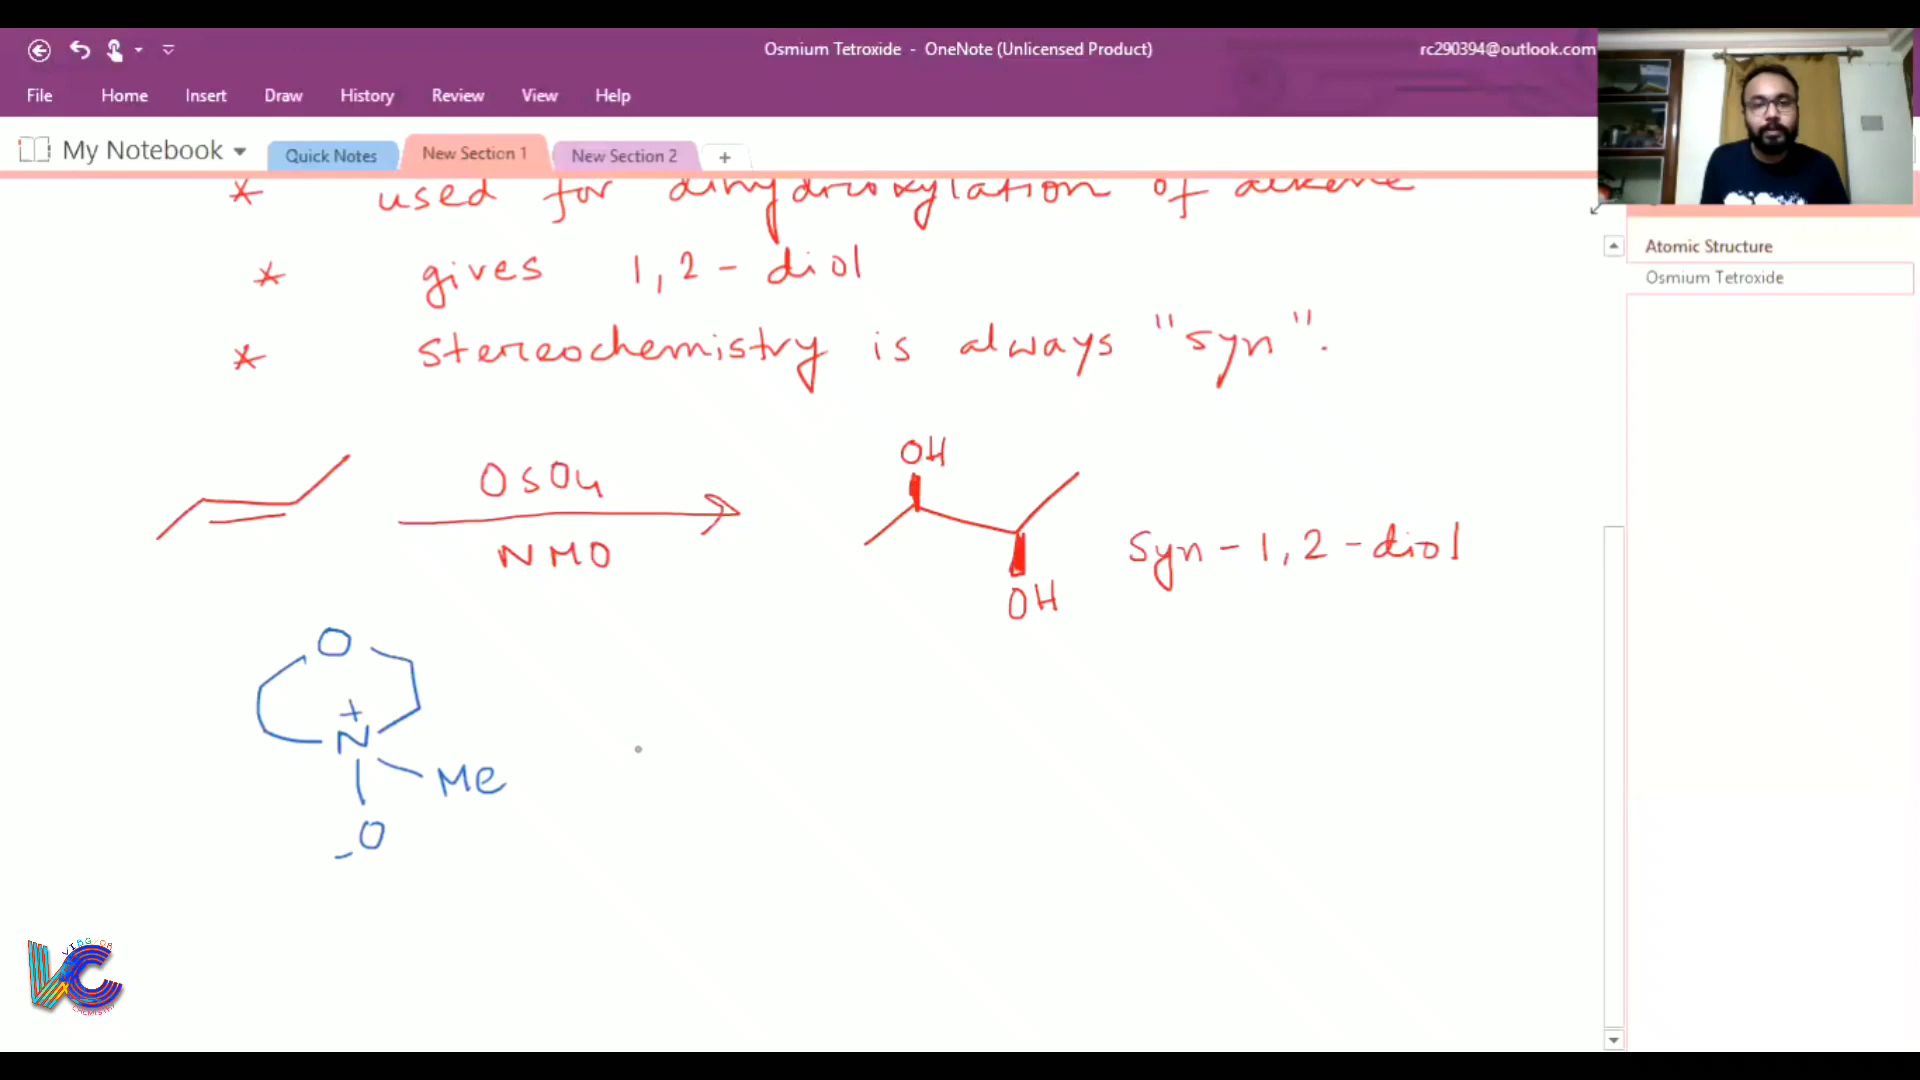 Osmium Tetroxide - OneNote (Unlicensed Product)
rc290394@outlook.com
File Home Insert Draw History Review View Help
My Notebook
Quick Notes
New Section 1
New Section 2
+
Atomic Structure
Osmium Tetroxide
* used for dihydroxylation of alkene
* gives 1,2 - diol
* stereochemistry is always "syn".
OsO4
NMO
OH
OH
Syn - 1, 2 - diol
O
+
N
Me
-O
VC
CHEMISTRY